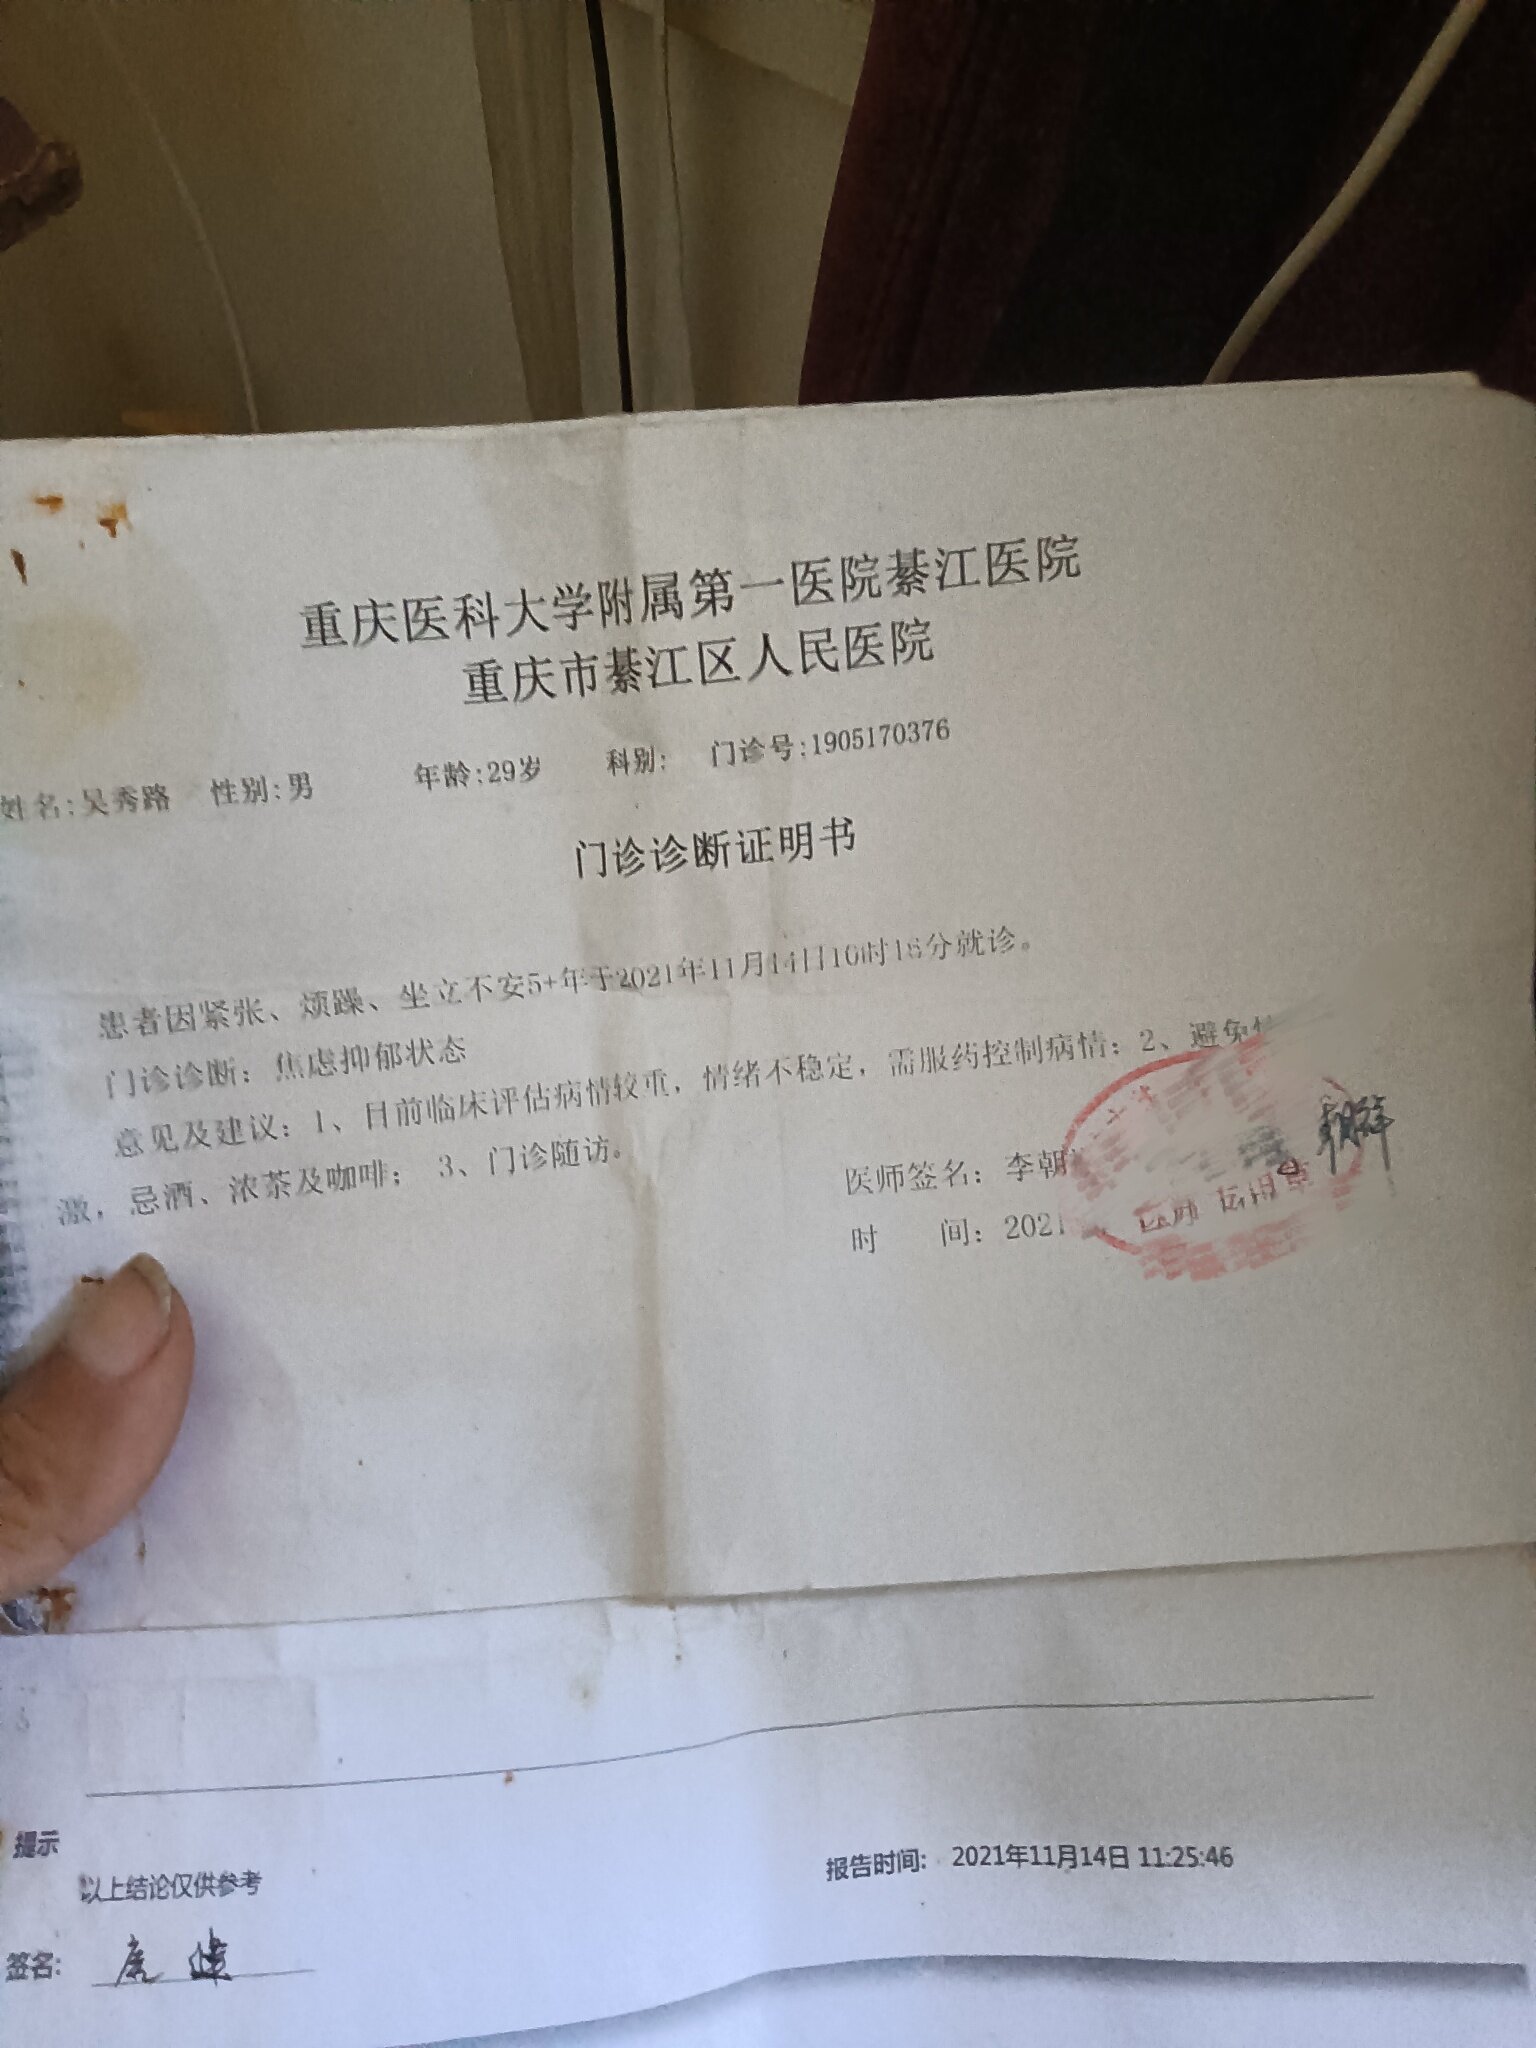 重庆医科大学附属第一医院綦江医院
重庆市綦江区人民医院
姓名:吴秀路 性别:男 年龄:29岁 科别: 门诊号:1905170376
门诊诊断证明书
患者因紧张、烦躁、坐立不安5+年于2021年11月14日10时16分就诊。
门诊诊断：焦虑抑郁状态
意见及建议：1、目前临床评估病情较重，情绪不稳定，需服药控制病情；2、避免
激，忌酒、浓茶及咖啡； 3、门诊随访。
医师签名：李朝
时 间：2021
提示
以上结论仅供参考
报告时间: 2021年11月14日 11:25:46
签名: